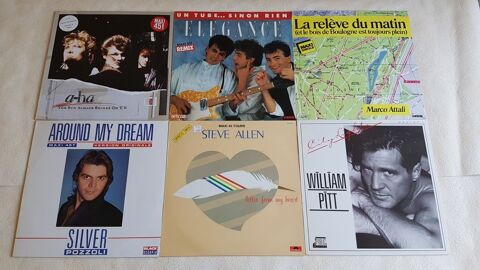 MAXI
45T
a-ha
THE SUN ALWAYS SHINES ON T.V.
UN TUBE... SINON RIEN
ELEGANCE
REMIX
La relève du matin
(et le bois de Boulogne est toujours plein)
MAXI
Marco Attali
AROUND MY DREAM
MAXI 45T VERSION ORIGINALE
SILVER
POZZOLI
MAXI 45 TOURS
STEVE ALLEN
letter from my heart
City Lights
WILLIAM
PITT